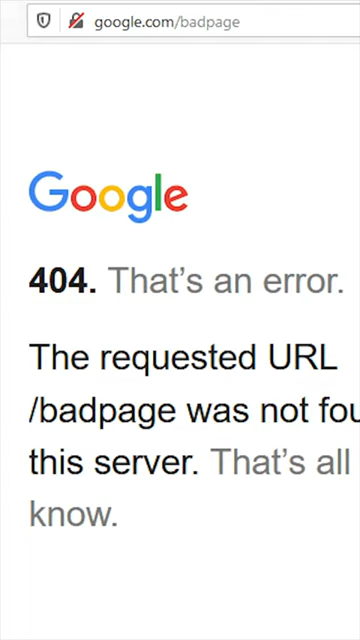 google.com/badpage
Google
404. That’s an error.
The requested URL
/badpage was not fou
this server. That’s all
know.